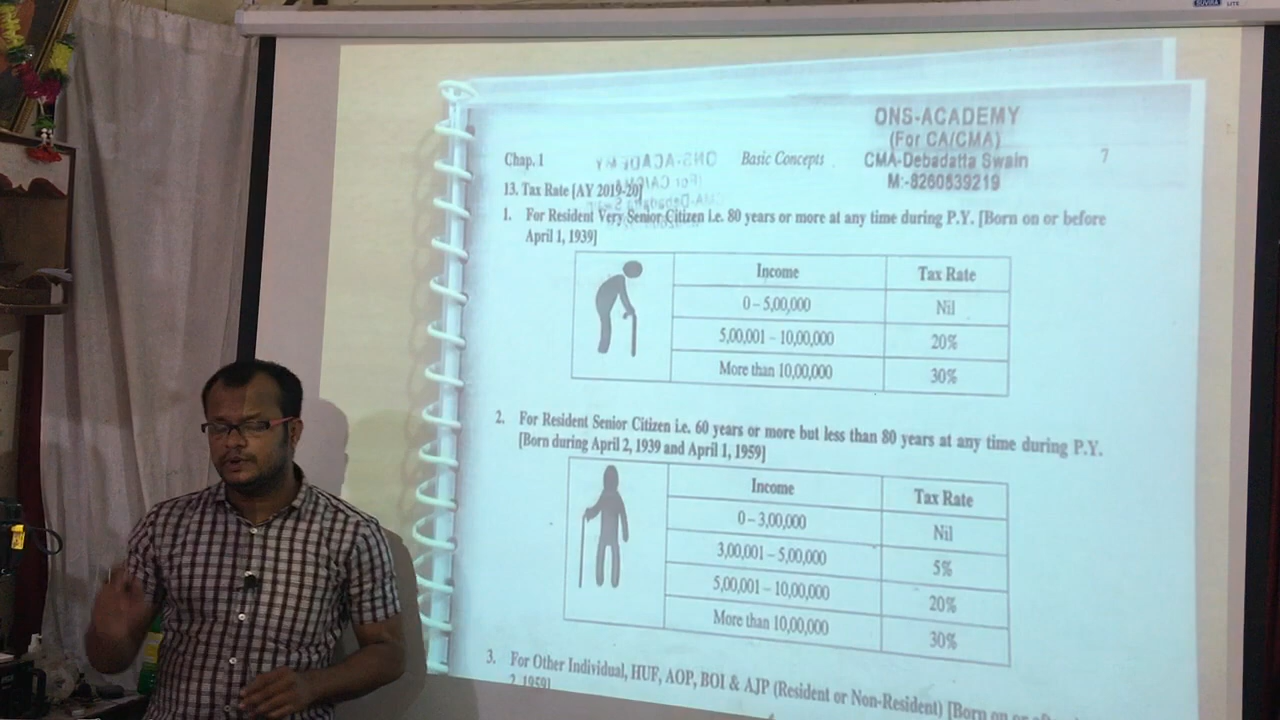 LITE
ONS-ACADEMY
(For CA/CMA)
Chap. 1 Basic Concepts CMA-Debadatta Swain 7
M:-8260539219
13. Tax Rate [AY 2019-20]
1. For Resident Very Senior Citizen i.e. 80 years or more at any time during P.Y. [Born on or before
April 1, 1939]
Income Tax Rate
0 – 5,00,000 Nil
5,00,001 – 10,00,000 20%
More than 10,00,000 30%
2. For Resident Senior Citizen i.e. 60 years or more but less than 80 years at any time during P.Y.
[Born during April 2, 1939 and April 1, 1959]
Income Tax Rate
0 – 3,00,000 Nil
3,00,001 – 5,00,000 5%
5,00,001 – 10,00,000 20%
More than 10,00,000 30%
3. For Other Individual, HUF, AOP, BOI & AJP (Resident or Non-Resident) [Born on or
2, 1959]